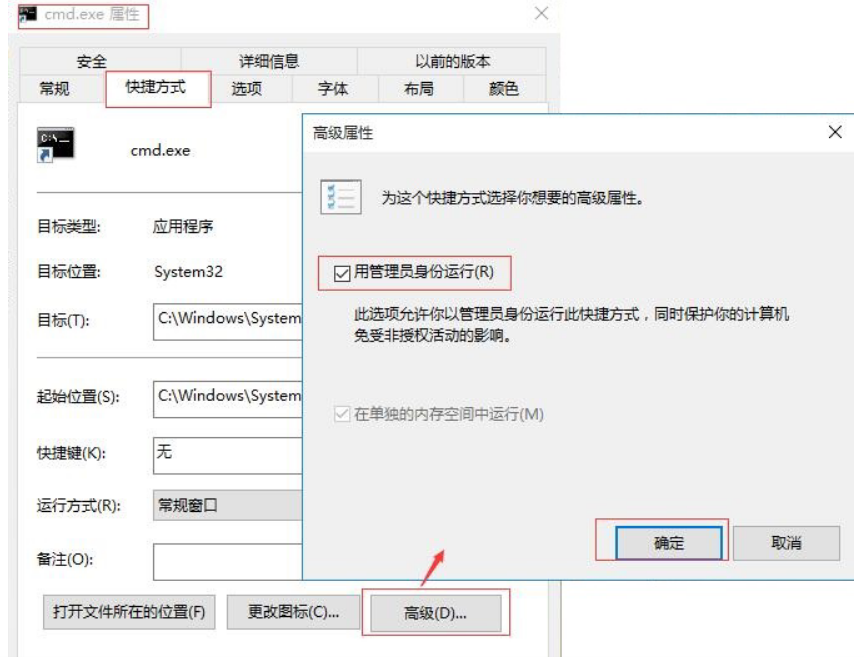 cmd.exe 属性
安全 详细信息 以前的版本
常规 快捷方式 选项 字体 布局 颜色
cmd.exe
目标类型: 应用程序
目标位置: System32
目标(T): C:\Windows\System
起始位置(S): C:\Windows\System
快捷键(K): 无
运行方式(R): 常规窗口
备注(O):
打开文件所在的位置(F) 更改图标(C)... 高级(D)...
高级属性
为这个快捷方式选择你想要的高级属性。
用管理员身份运行(R)
此选项允许你以管理员身份运行此快捷方式，同时保护你的计算机
免受非授权活动的影响。
在单独的内存空间中运行(M)
确定 取消